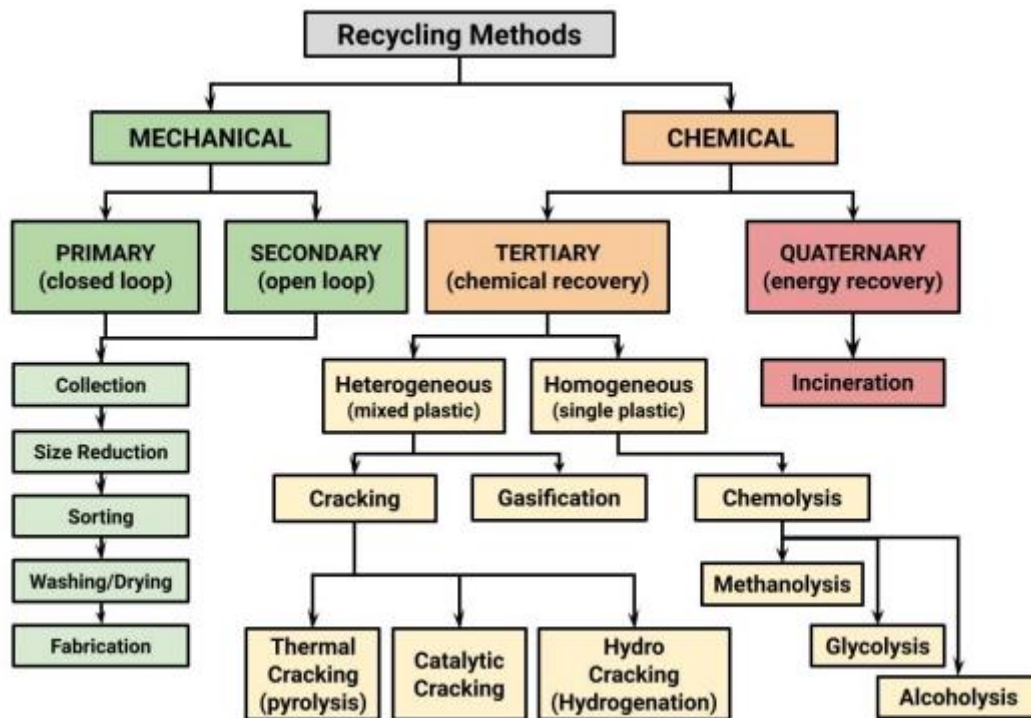 Recycling Methods
MECHANICAL
CHEMICAL
PRIMARY
(closed loop)
SECONDARY
(open loop)
TERTIARY
(chemical recovery)
QUATERNARY
(energy recovery)
Collection
Size Reduction
Sorting
Washing/Drying
Fabrication
Heterogeneous
(mixed plastic)
Homogeneous
(single plastic)
Incineration
Cracking
Gasification
Chemolysis
Thermal
Cracking
(pyrolysis)
Catalytic
Cracking
Hydro
Cracking
(Hydrogenation)
Methanolysis
Glycolysis
Alcoholysis